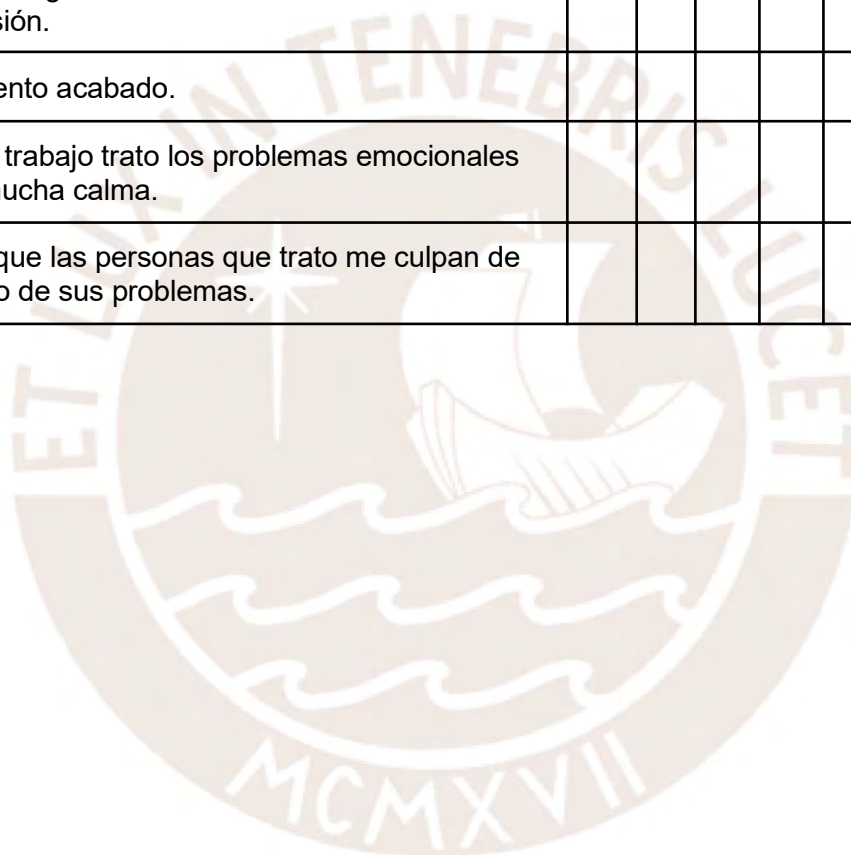 sión.
ento acabado.
trabajo trato los problemas emocionales
ucha calma.
que las personas que trato me culpan de
o de sus problemas.
ET LUX IN TENEBRIS LUCET
MCMXVII